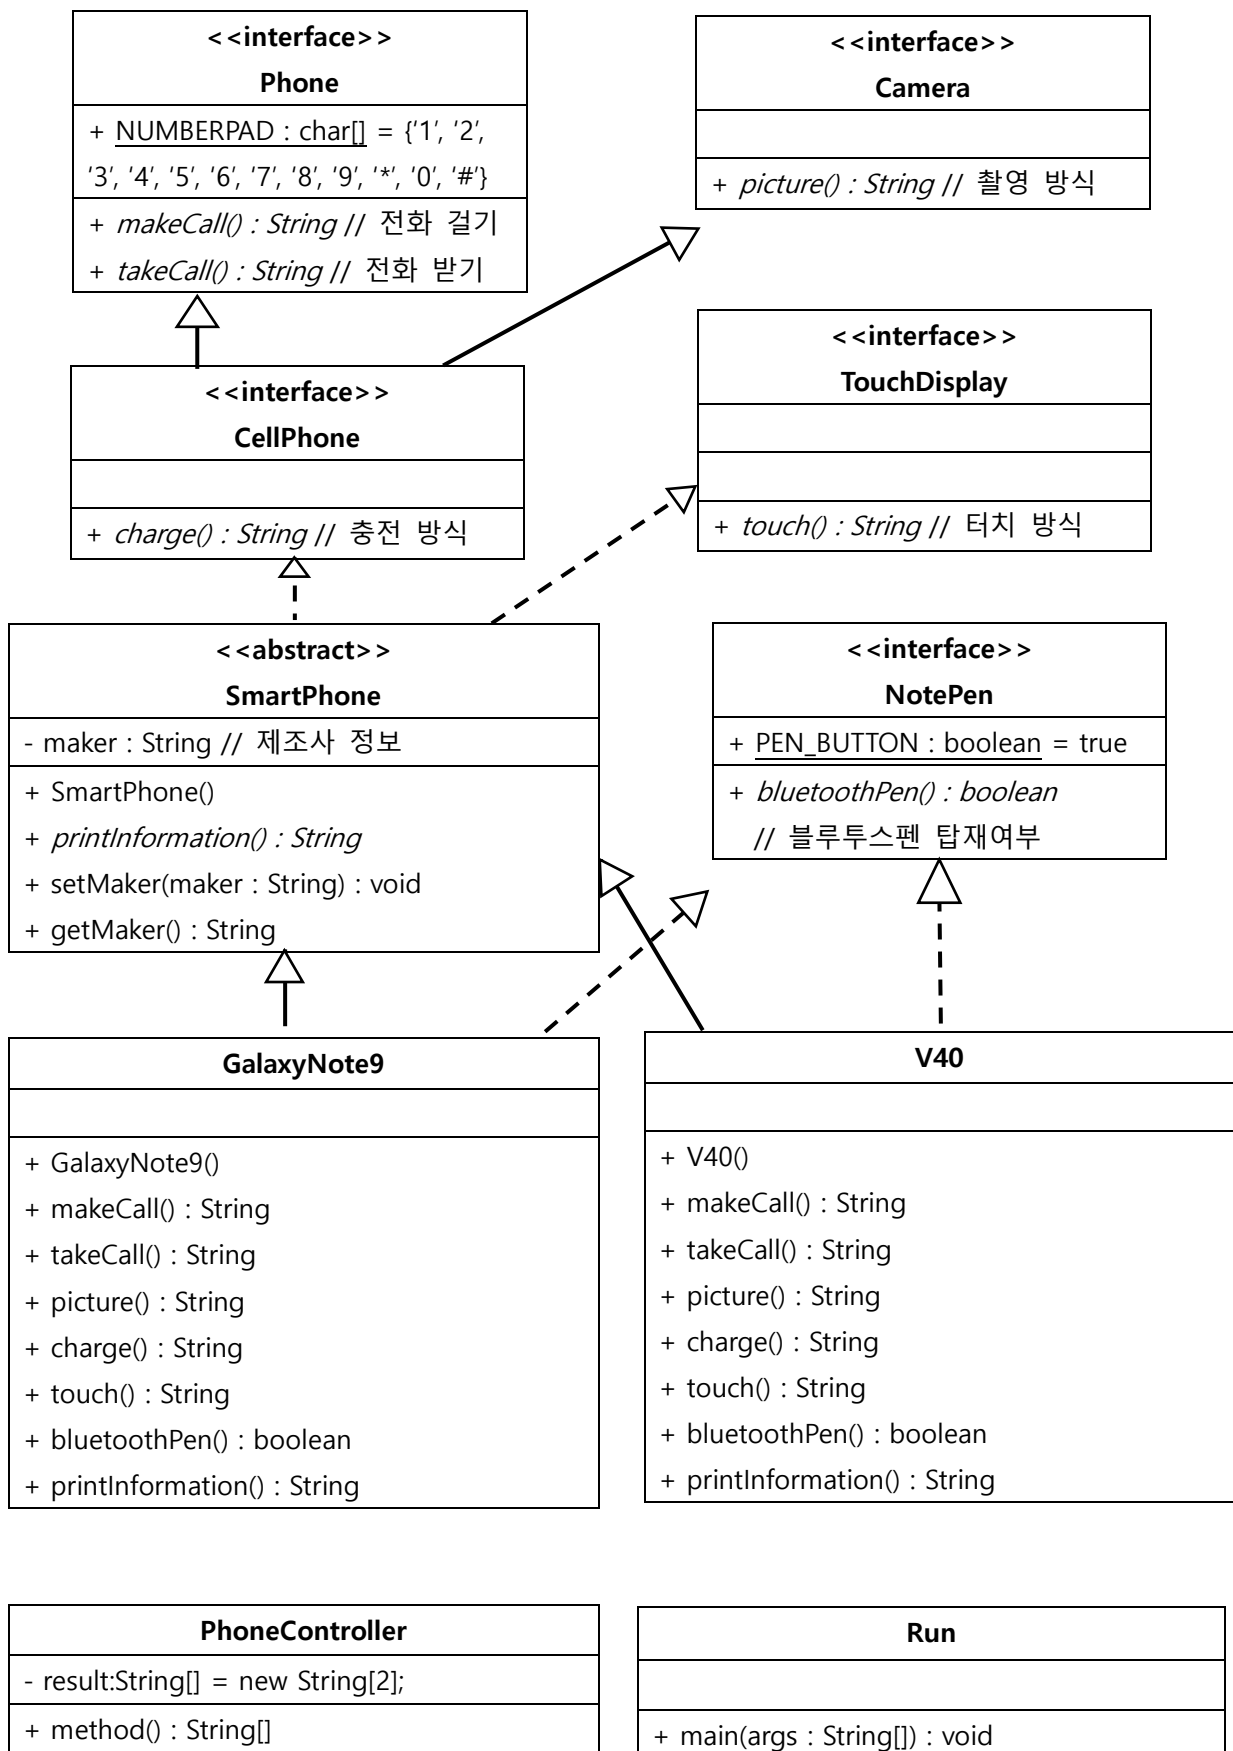 <<interface>>
Phone
+ NUMBERPAD : char[] = {'1', '2',
'3', '4', '5', '6', '7', '8', '9', '*', '0', '#'}
+ makeCall() : String // 전화 걸기
+ takeCall() : String // 전화 받기
<<interface>>
Camera
+ picture() : String // 촬영 방식
<<interface>>
CellPhone
+ charge() : String // 충전 방식
<<interface>>
TouchDisplay
+ touch() : String // 터치 방식
<<abstract>>
SmartPhone
- maker : String // 제조사 정보
+ SmartPhone()
+ printInformation() : String
+ setMaker(maker : String) : void
+ getMaker() : String
<<interface>>
NotePen
+ PEN_BUTTON : boolean = true
+ bluetoothPen() : boolean
// 블루투스펜 탑재여부
GalaxyNote9
+ GalaxyNote9()
+ makeCall() : String
+ takeCall() : String
+ picture() : String
+ charge() : String
+ touch() : String
+ bluetoothPen() : boolean
+ printInformation() : String
V40
+ V40()
+ makeCall() : String
+ takeCall() : String
+ picture() : String
+ charge() : String
+ touch() : String
+ bluetoothPen() : boolean
+ printInformation() : String
PhoneController
- result:String[] = new String[2];
+ method() : String[]
Run
+ main(args : String[]) : void